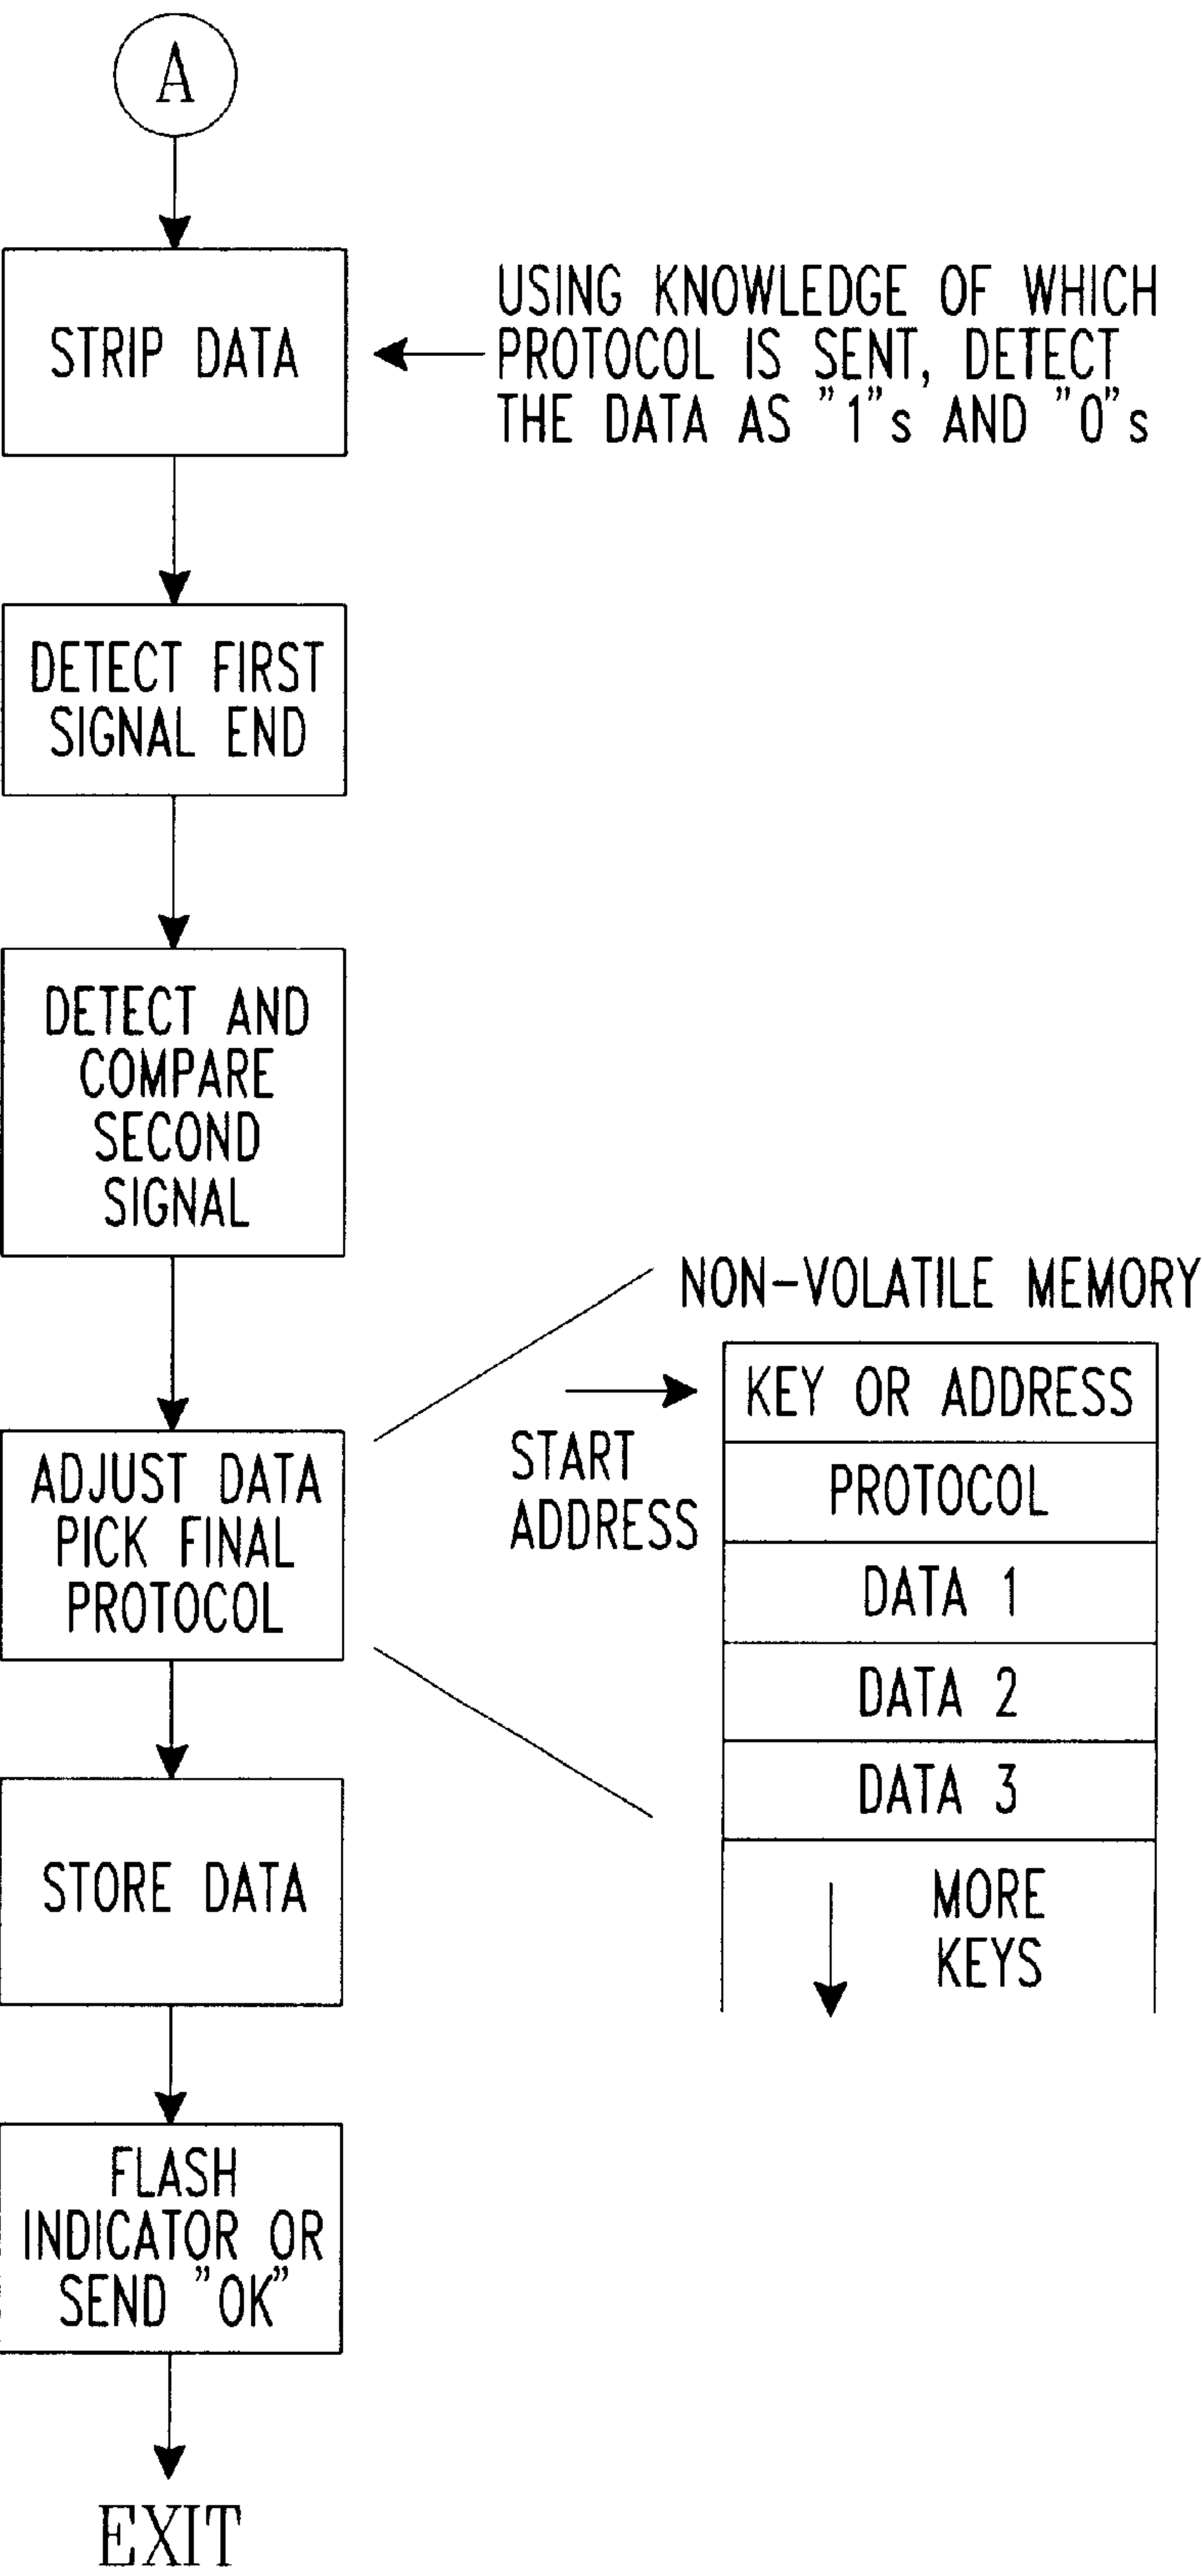 A
STRIP DATA
USING KNOWLEDGE OF WHICH
PROTOCOL IS SENT, DETECT
THE DATA AS "1"s AND "0"s
DETECT FIRST
SIGNAL END
DETECT AND
COMPARE
SECOND
SIGNAL
ADJUST DATA
PICK FINAL
PROTOCOL
NON-VOLATILE MEMORY
START
ADDRESS
KEY OR ADDRESS
PROTOCOL
DATA 1
DATA 2
DATA 3
MORE
KEYS
STORE DATA
FLASH
INDICATOR OR
SEND "OK"
EXIT